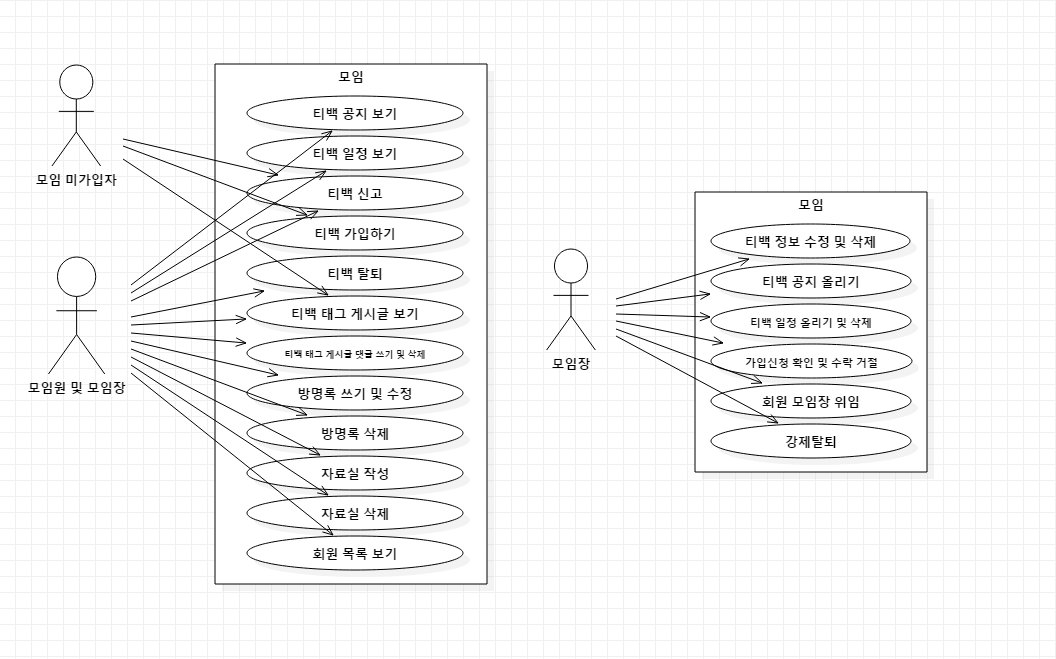 모임
티백 공지 보기
티백 일정 보기
티백 신고
티백 가입하기
티백 탈퇴
티백 태그 게시글 보기
티백 태그 게시글 댓글 쓰기 및 삭제
방명록 쓰기 및 수정
방명록 삭제
자료실 작성
자료실 삭제
회원 목록 보기
모임 미가입자
모임원 및 모임장
모임
티백 정보 수정 및 삭제
티백 공지 올리기
티백 일정 올리기 및 삭제
가입신청 확인 및 수락 거절
회원 모임장 위임
강제탈퇴
모임장